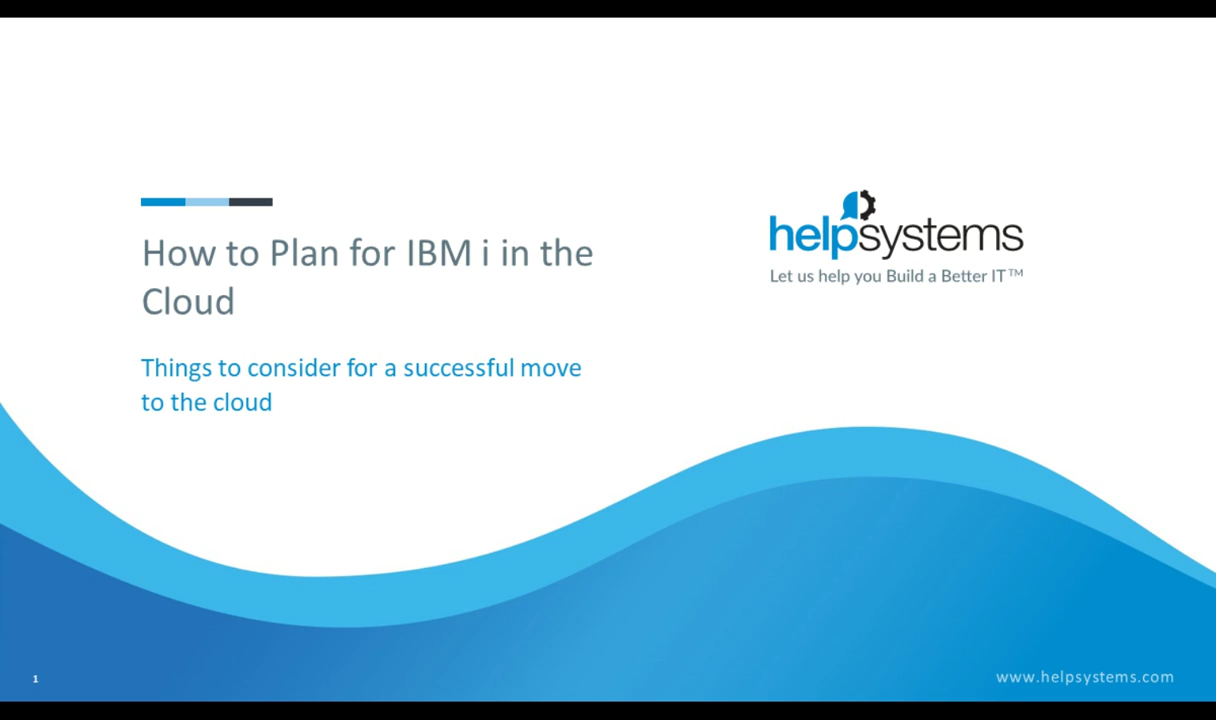 How to Plan for IBM i in the
Cloud
Things to consider for a successful move
to the cloud
helpsystems
Let us help you Build a Better IT™
1
www.helpsystems.com